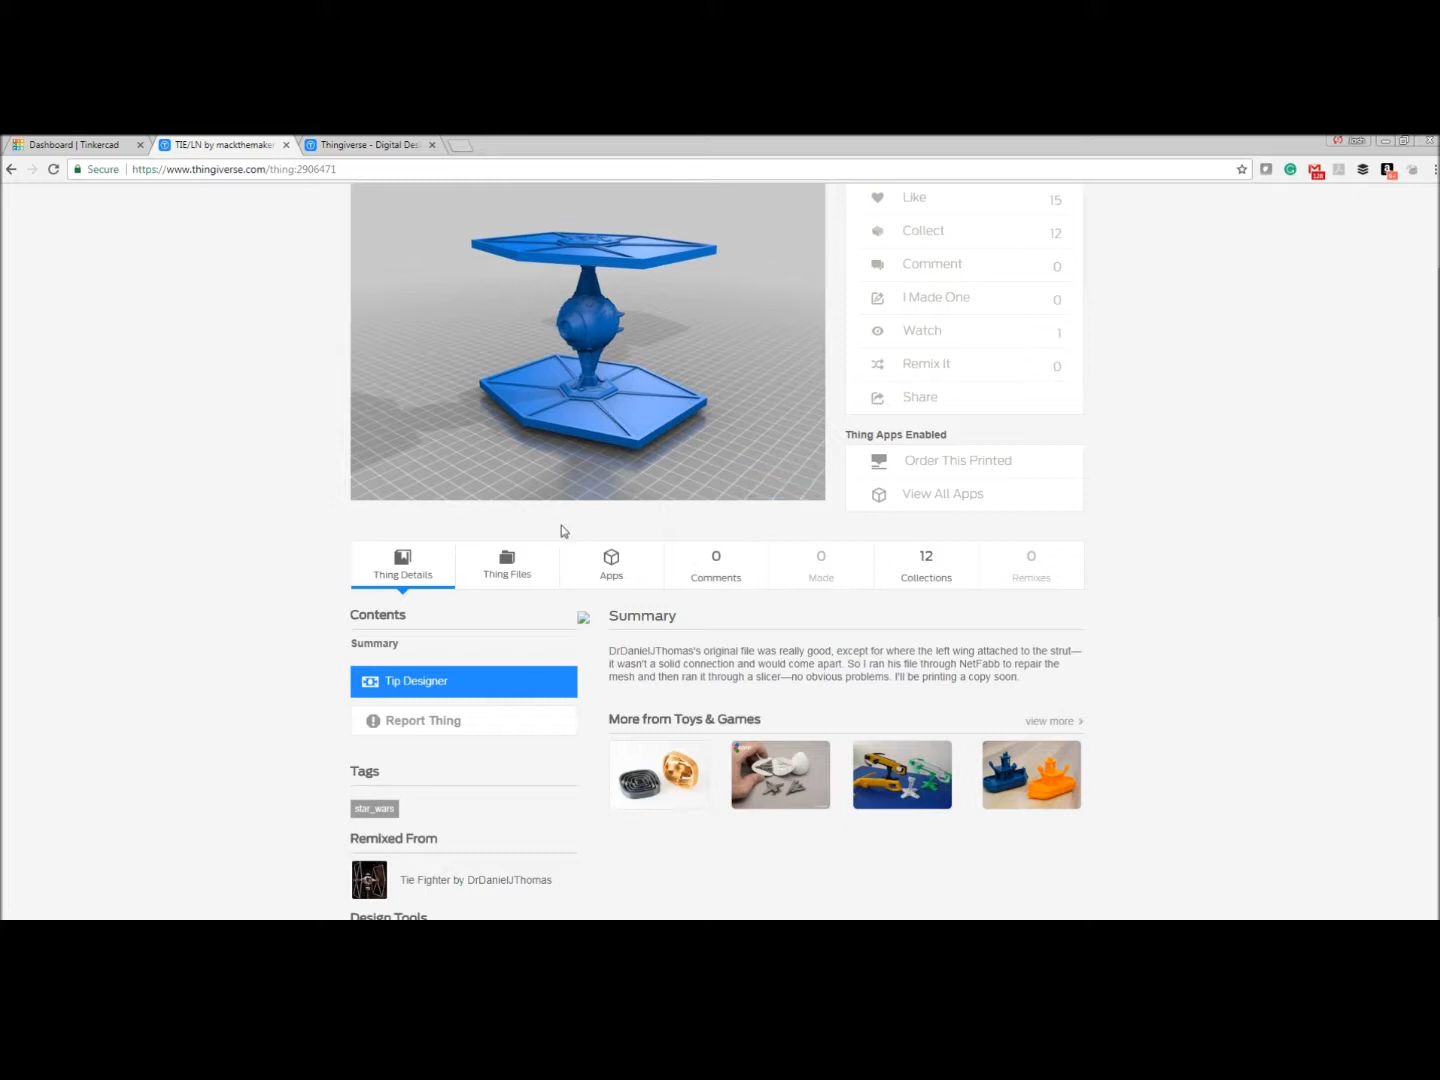 Dashboard | Tinkercad
TIE/LN by mackthemaker
Thingiverse - Digital Des
Secure
https://www.thingiverse.com/thing:2906471
Like 15
Collect 12
Comment 0
I Made One 0
Watch 1
Remix It 0
Share
Thing Apps Enabled
Order This Printed
View All Apps
Thing Details
Thing Files
Apps
0 Comments
0 Made
12 Collections
0 Remixes
Contents
Summary
Tip Designer
Report Thing
Tags
star_wars
Remixed From
Tie Fighter by DrDanielJThomas
Design Tools
Summary
DrDanielJThomas's original file was really good, except for where the left wing attached to the strut—
it wasn't a solid connection and would come apart. So I ran his file through NetFabb to repair the
mesh and then ran it through a slicer—no obvious problems. I'll be printing a copy soon.
More from Toys & Games
view more